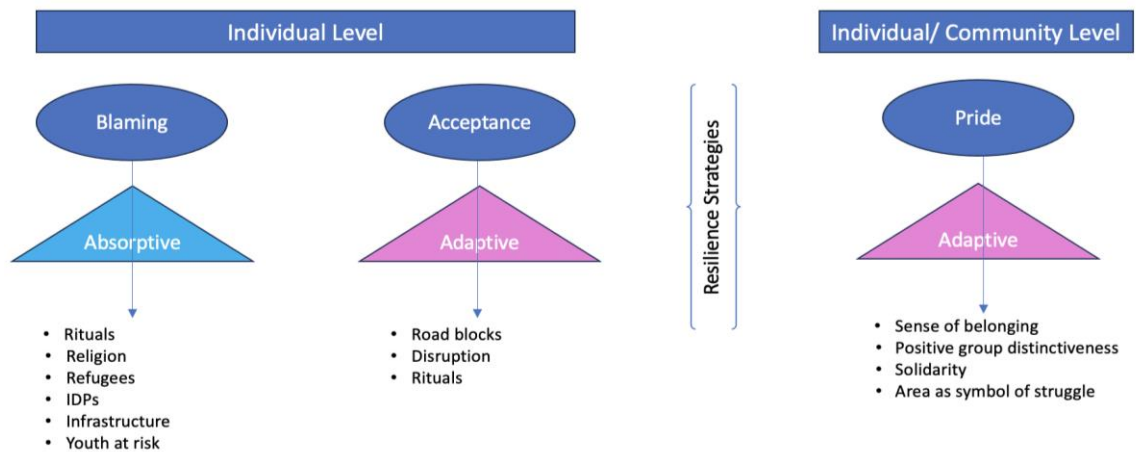 Individual Level
Individual/ Community Level
Blaming
Acceptance
Pride
Absorptive
Adaptive
Resilience Strategies
Adaptive
• Rituals
• Religion
• Refugees
• IDPs
• Infrastructure
• Youth at risk
• Road blocks
• Disruption
• Rituals
• Sense of belonging
• Positive group distinctiveness
• Solidarity
• Area as symbol of struggle